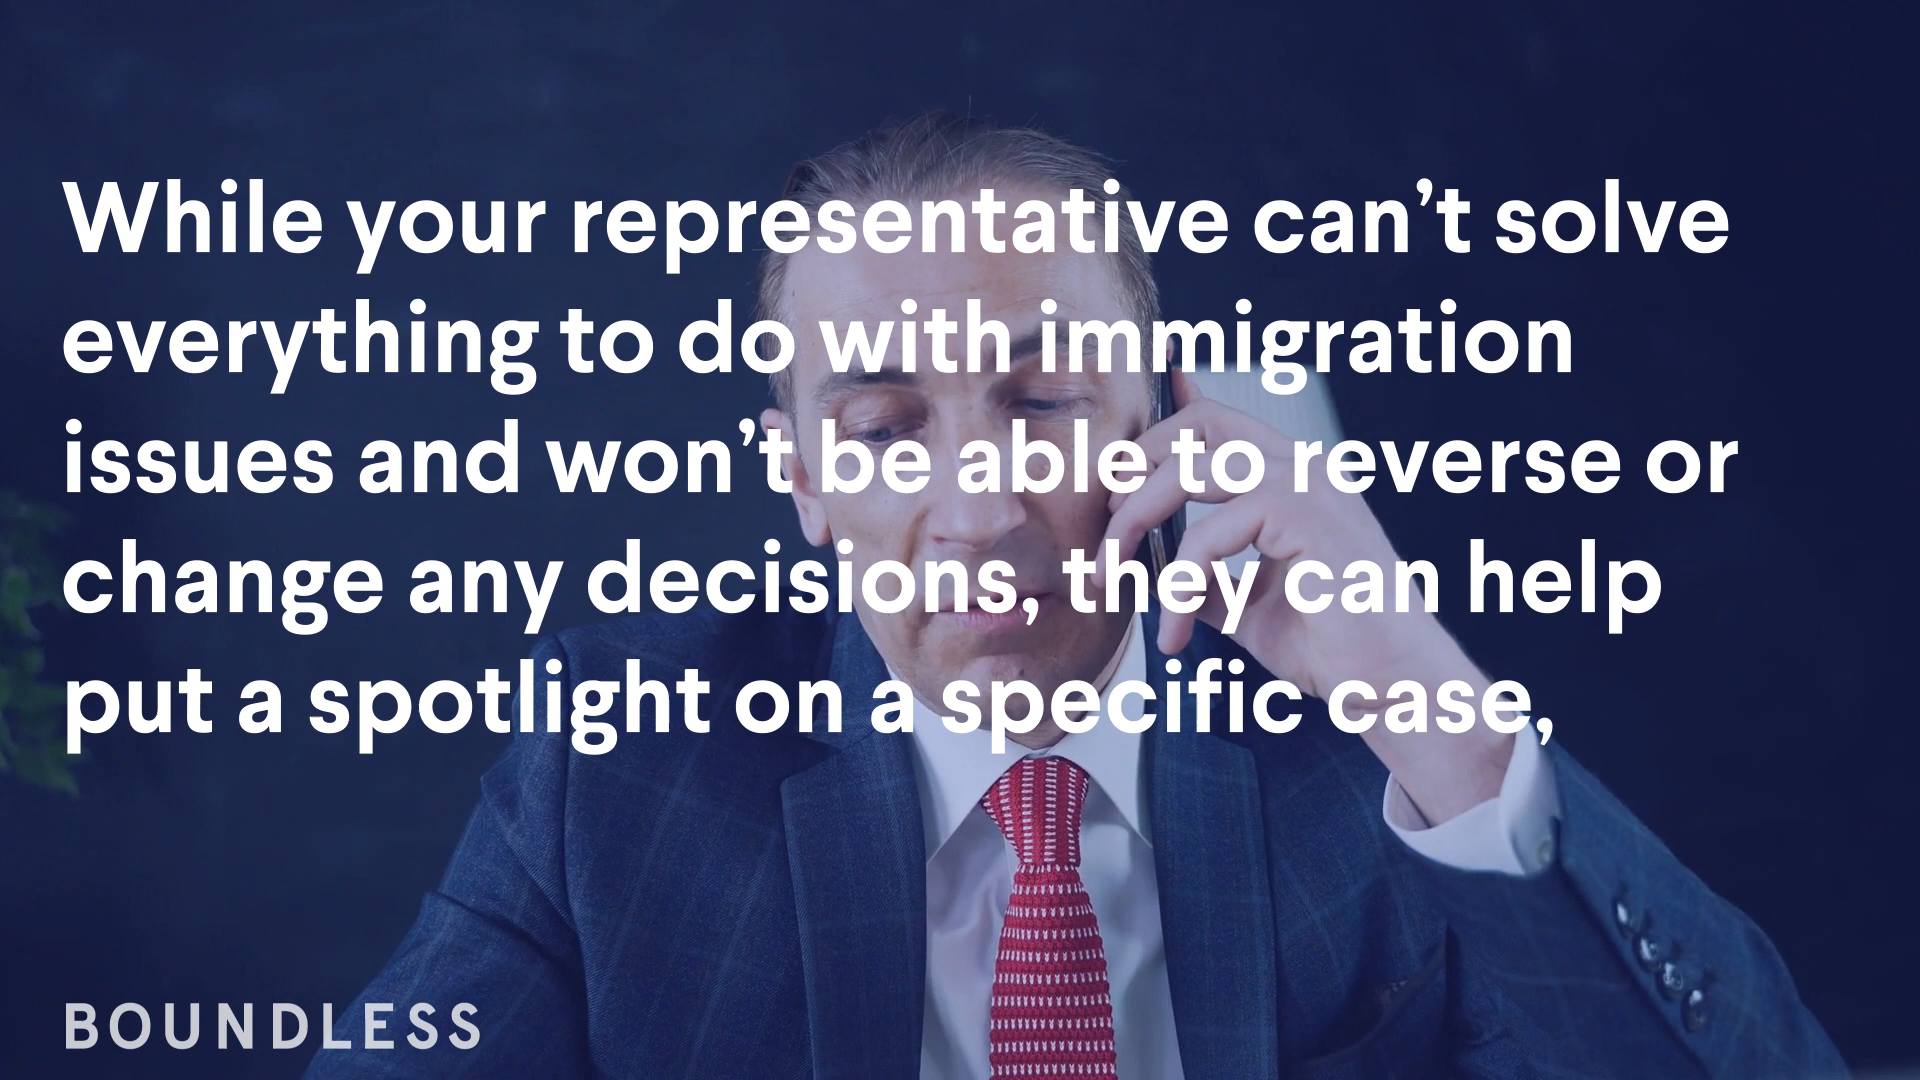 While your representative can’t solve
everything to do with immigration
issues and won’t be able to reverse or
change any decisions, they can help
put a spotlight on a specific case,
BOUNDLESS